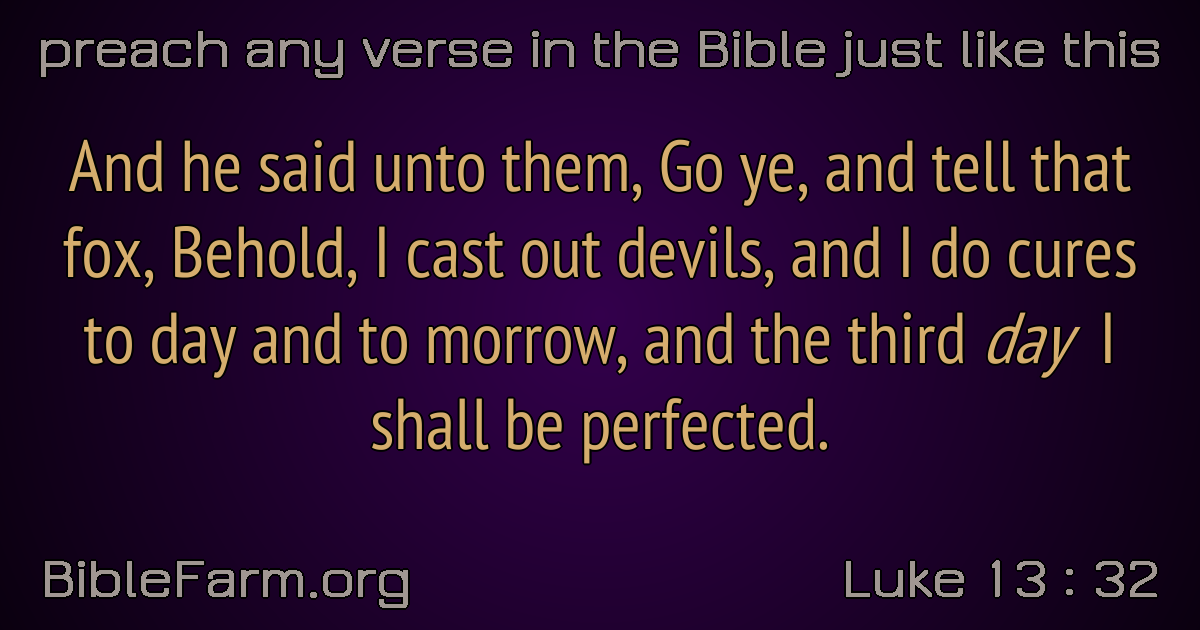 preach any verse in the Bible just like this
And he said unto them, Go ye, and tell that
fox, Behold, I cast out devils, and I do cures
to day and to morrow, and the third day I
shall be perfected.
BibleFarm.org
Luke 13 : 32